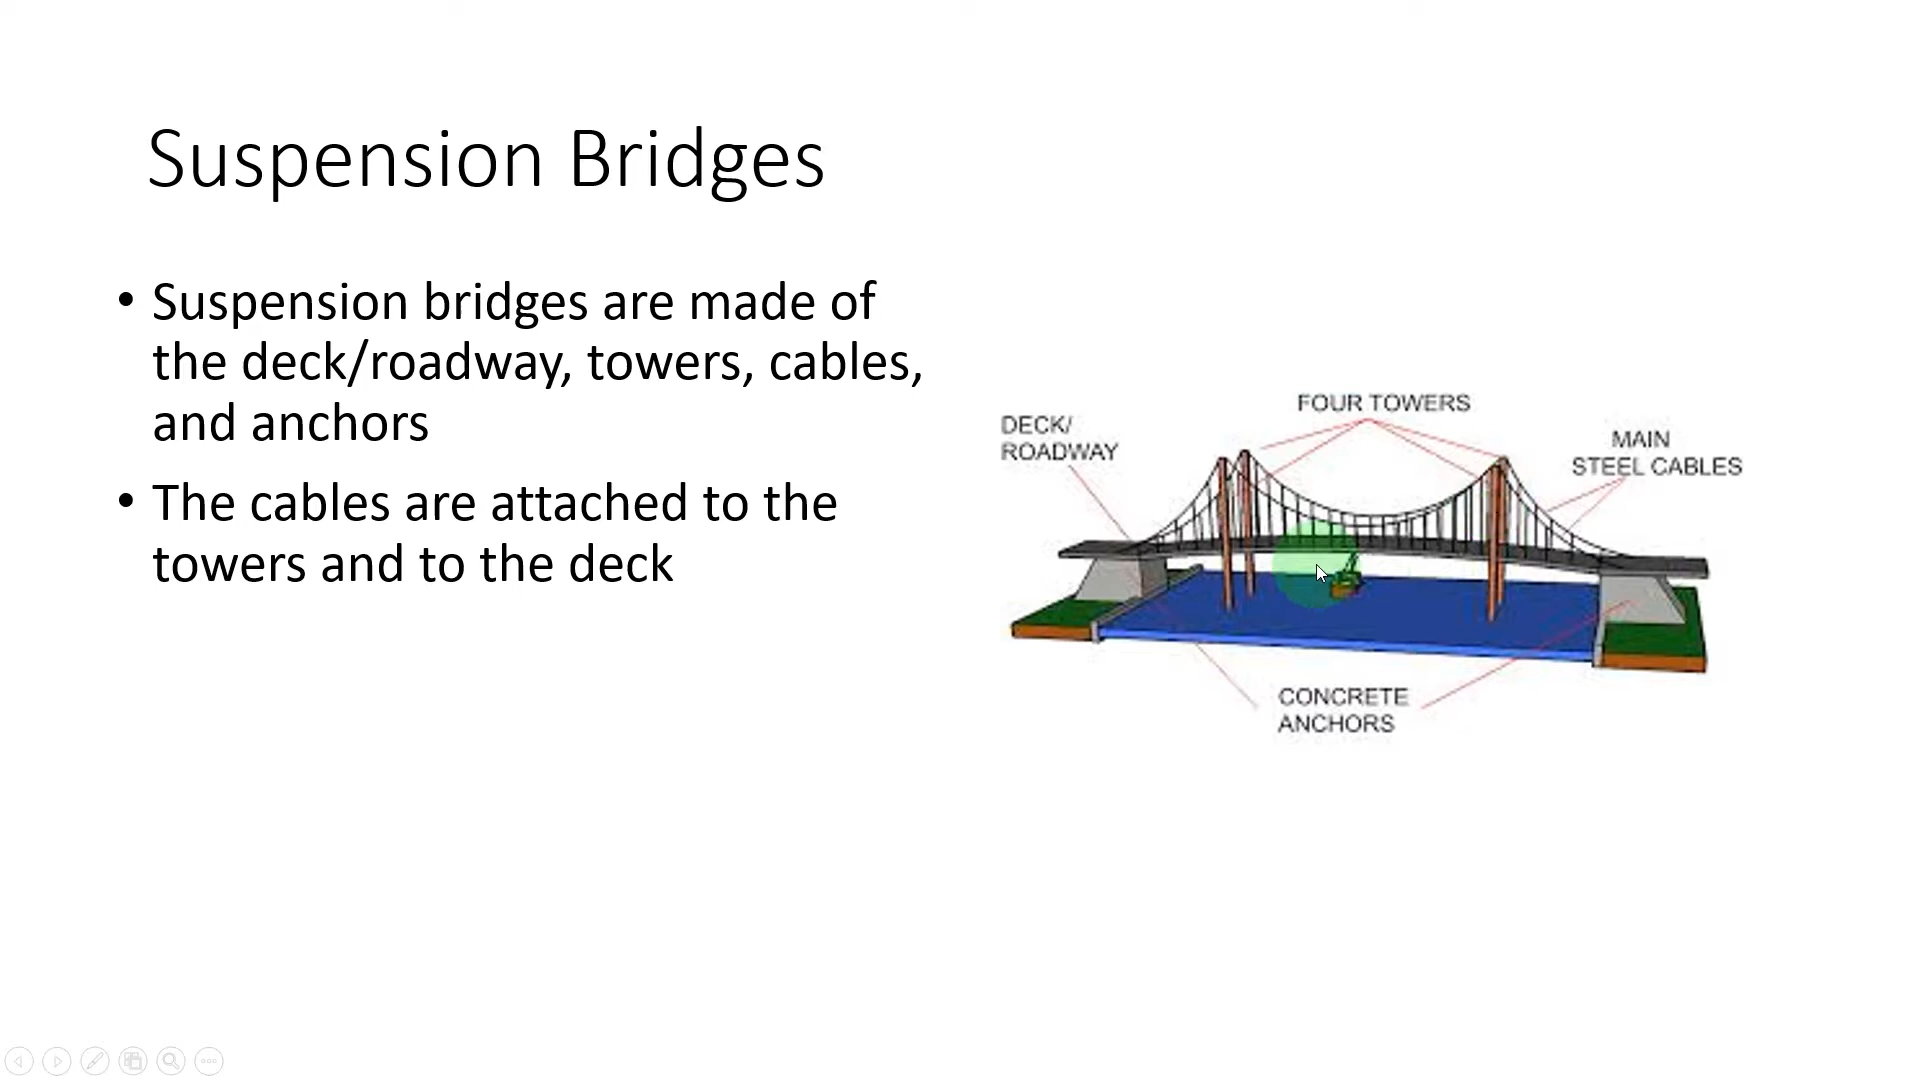 Suspension Bridges
• Suspension bridges are made of
the deck/roadway, towers, cables,
and anchors
• The cables are attached to the
towers and to the deck
FOUR TOWERS
DECK/
ROADWAY
MAIN
STEEL CABLES
CONCRETE
ANCHORS